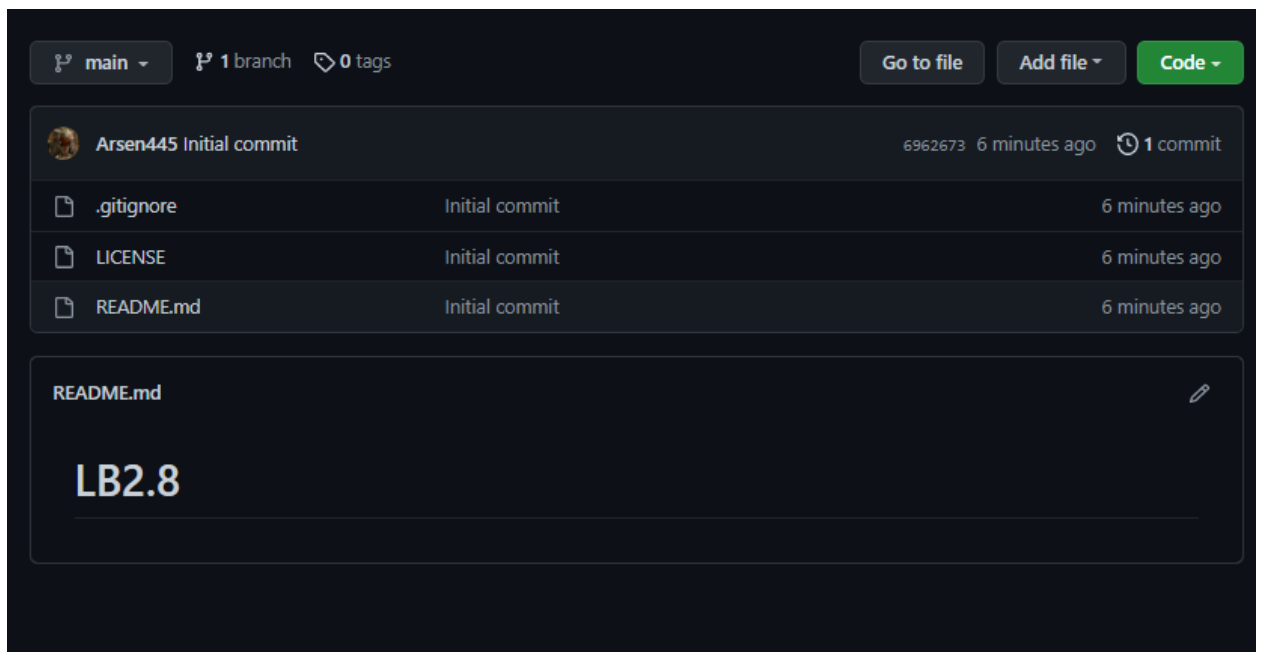 main 1 branch 0 tags Go to file Add file Code
Arsen445 Initial commit 6962673 6 minutes ago 1 commit
.gitignore Initial commit 6 minutes ago
LICENSE Initial commit 6 minutes ago
README.md Initial commit 6 minutes ago
README.md
LB2.8